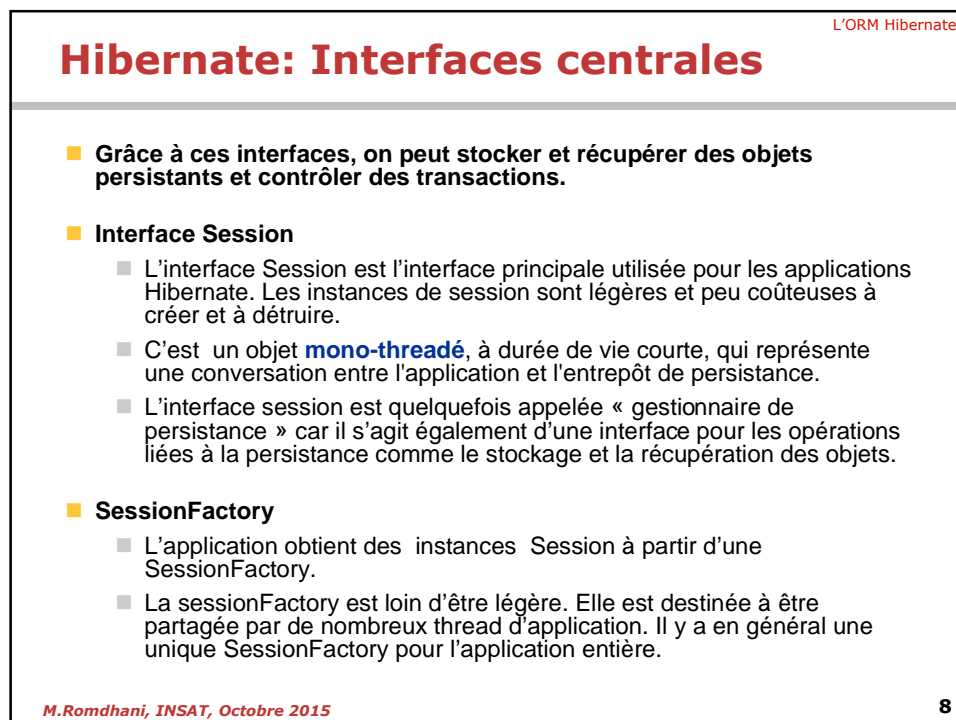 L'ORM Hibernate
Hibernate: Interfaces centrales
Grâce à ces interfaces, on peut stocker et récupérer des objets
persistants et contrôler des transactions.
Interface Session
L'interface Session est l'interface principale utilisée pour les applications
Hibernate. Les instances de session sont légères et peu coûteuses à
créer et à détruire.
C'est un objet mono-threadé, à durée de vie courte, qui représente
une conversation entre l'application et l'entrepôt de persistance.
L'interface session est quelquefois appelée « gestionnaire de
persistance » car il s'agit également d'une interface pour les opérations
liées à la persistance comme le stockage et la récupération des objets.
SessionFactory
L'application obtient des instances Session à partir d'une
SessionFactory.
La sessionFactory est loin d'être légère. Elle est destinée à être
partagée par de nombreux thread d'application. Il y a en général une
unique SessionFactory pour l'application entière.
M.Romdhani, INSAT, Octobre 2015
8